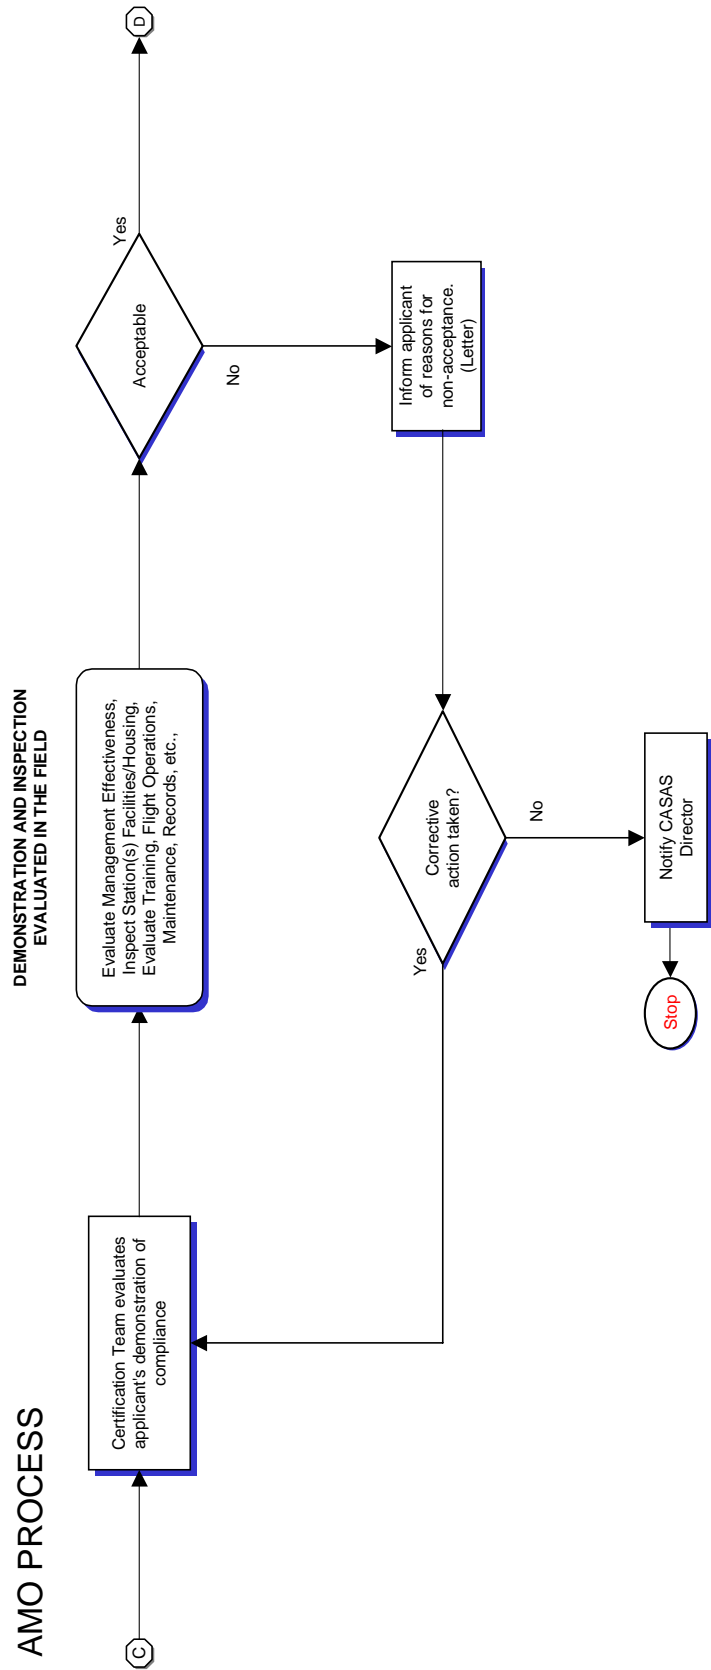 AMO PROCESS
DEMONSTRATION AND INSPECTION
EVALUATED IN THE FIELD
C
Certification Team evaluates
applicant's demonstration of
compliance
Evaluate Management Effectiveness,
Inspect Station(s) Facilities/Housing,
Evaluate Training, Flight Operations,
Maintenance, Records, etc.,
Acceptable
Yes
D
No
Inform applicant
of reasons for
non-acceptance.
(Letter)
Corrective
action taken?
Yes
No
Notify CASAS
Director
Stop